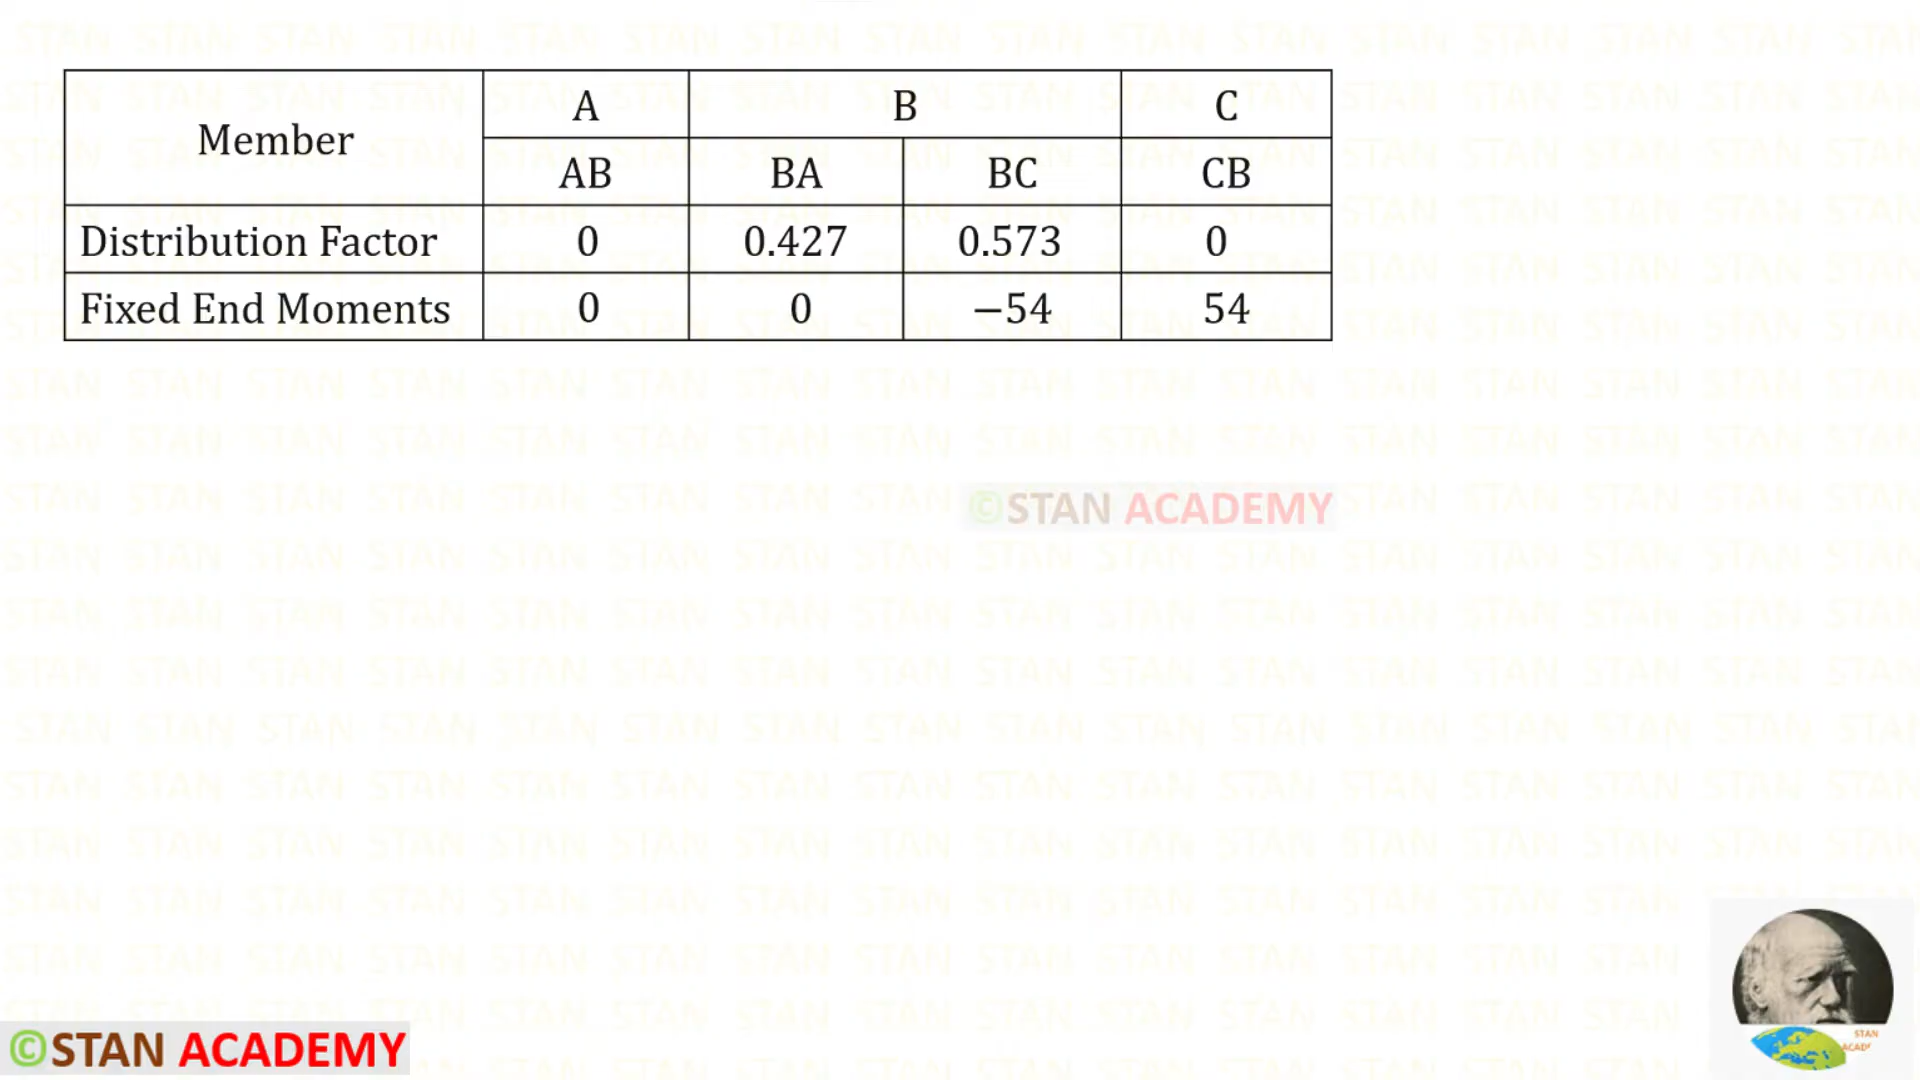 Member A B C
AB BA BC CB
Distribution Factor 0 0.427 0.573 0
Fixed End Moments 0 0 −54 54
©STAN ACADEMY
©STAN ACADEMY
STAN